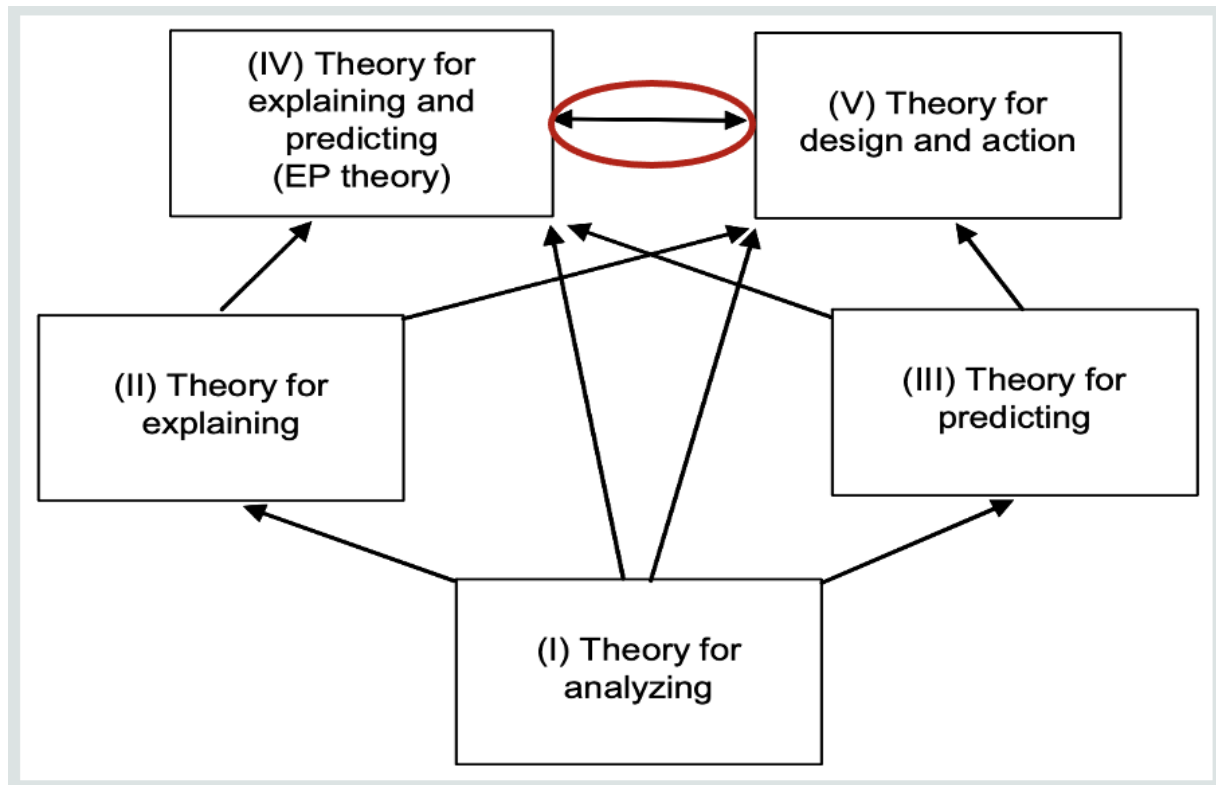 (IV) Theory for
explaining and
predicting
(EP theory)
(V) Theory for
design and action
(II) Theory for
explaining
(III) Theory for
predicting
(I) Theory for
analyzing